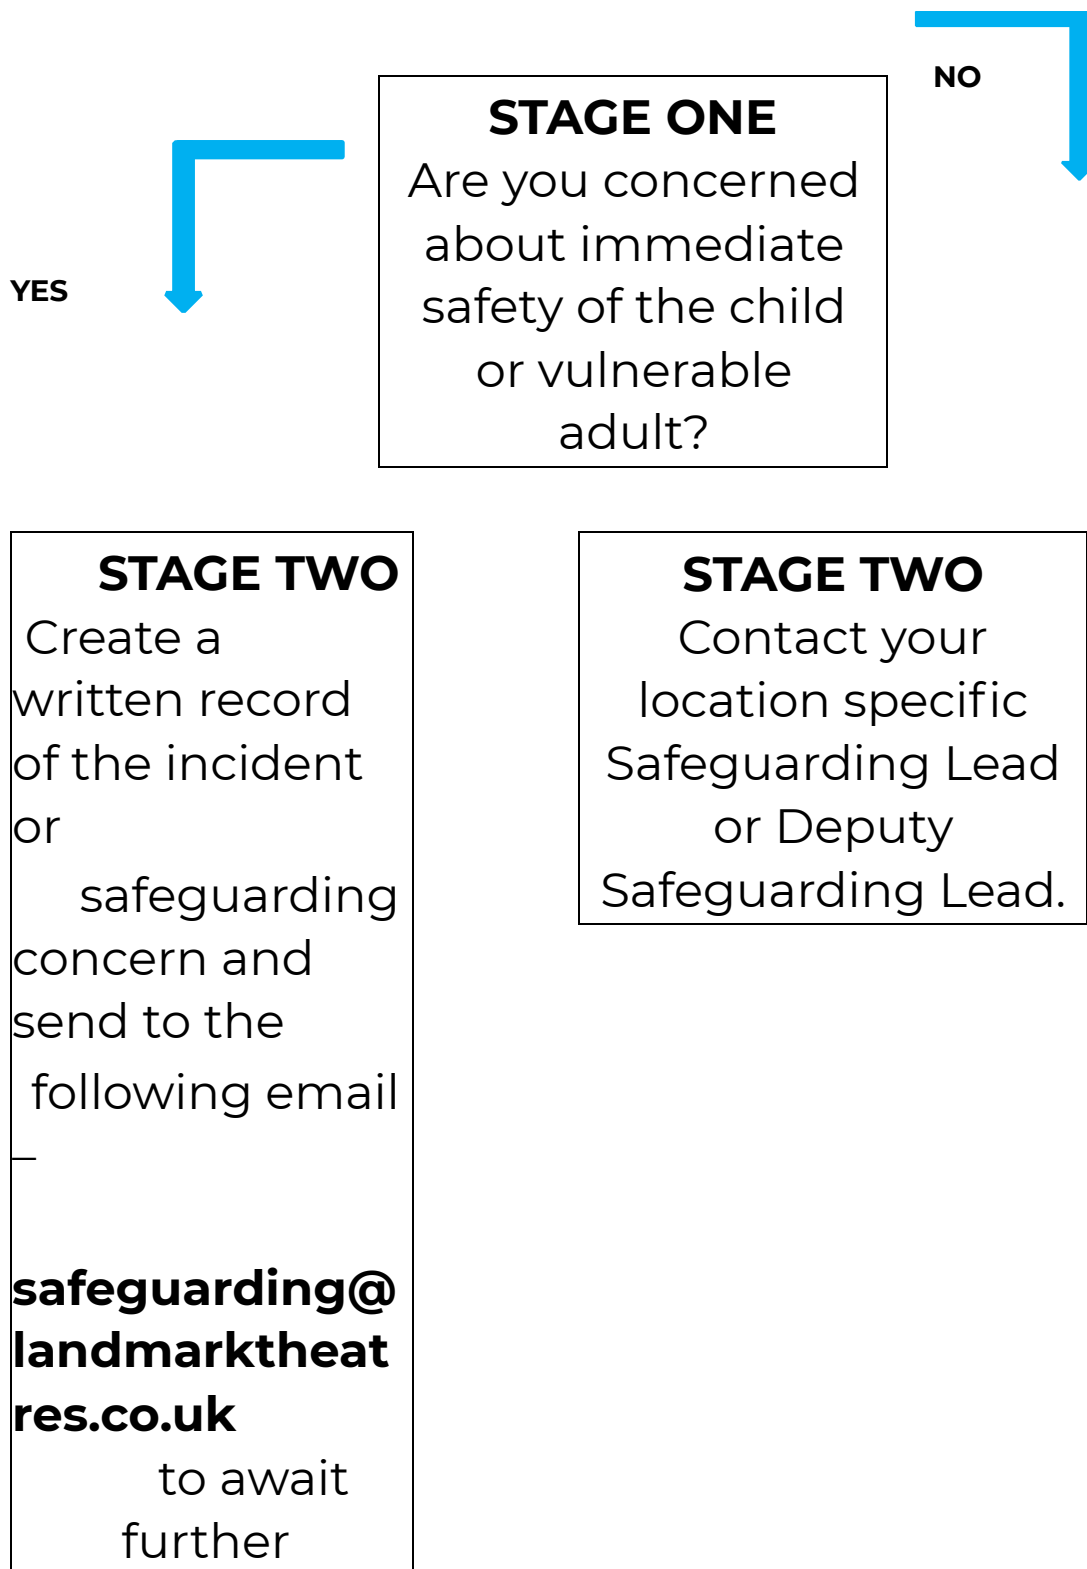 NO
STAGE ONE
Are you concerned
about immediate
safety of the child
or vulnerable
adult?
YES
STAGE TWO
Create a
written record
of the incident
or
safeguarding
concern and
send to the
following email
–
safeguarding@
landmarktheat
res.co.uk
to await
further
STAGE TWO
Contact your
location specific
Safeguarding Lead
or Deputy
Safeguarding Lead.